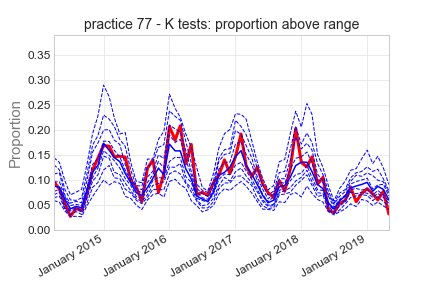 practice 77 - K tests: proportion above range
Proportion
0.35
0.30
0.25
0.20
0.15
0.10
0.05
0.00
January 2015
January 2016
January 2017
January 2018
January 2019